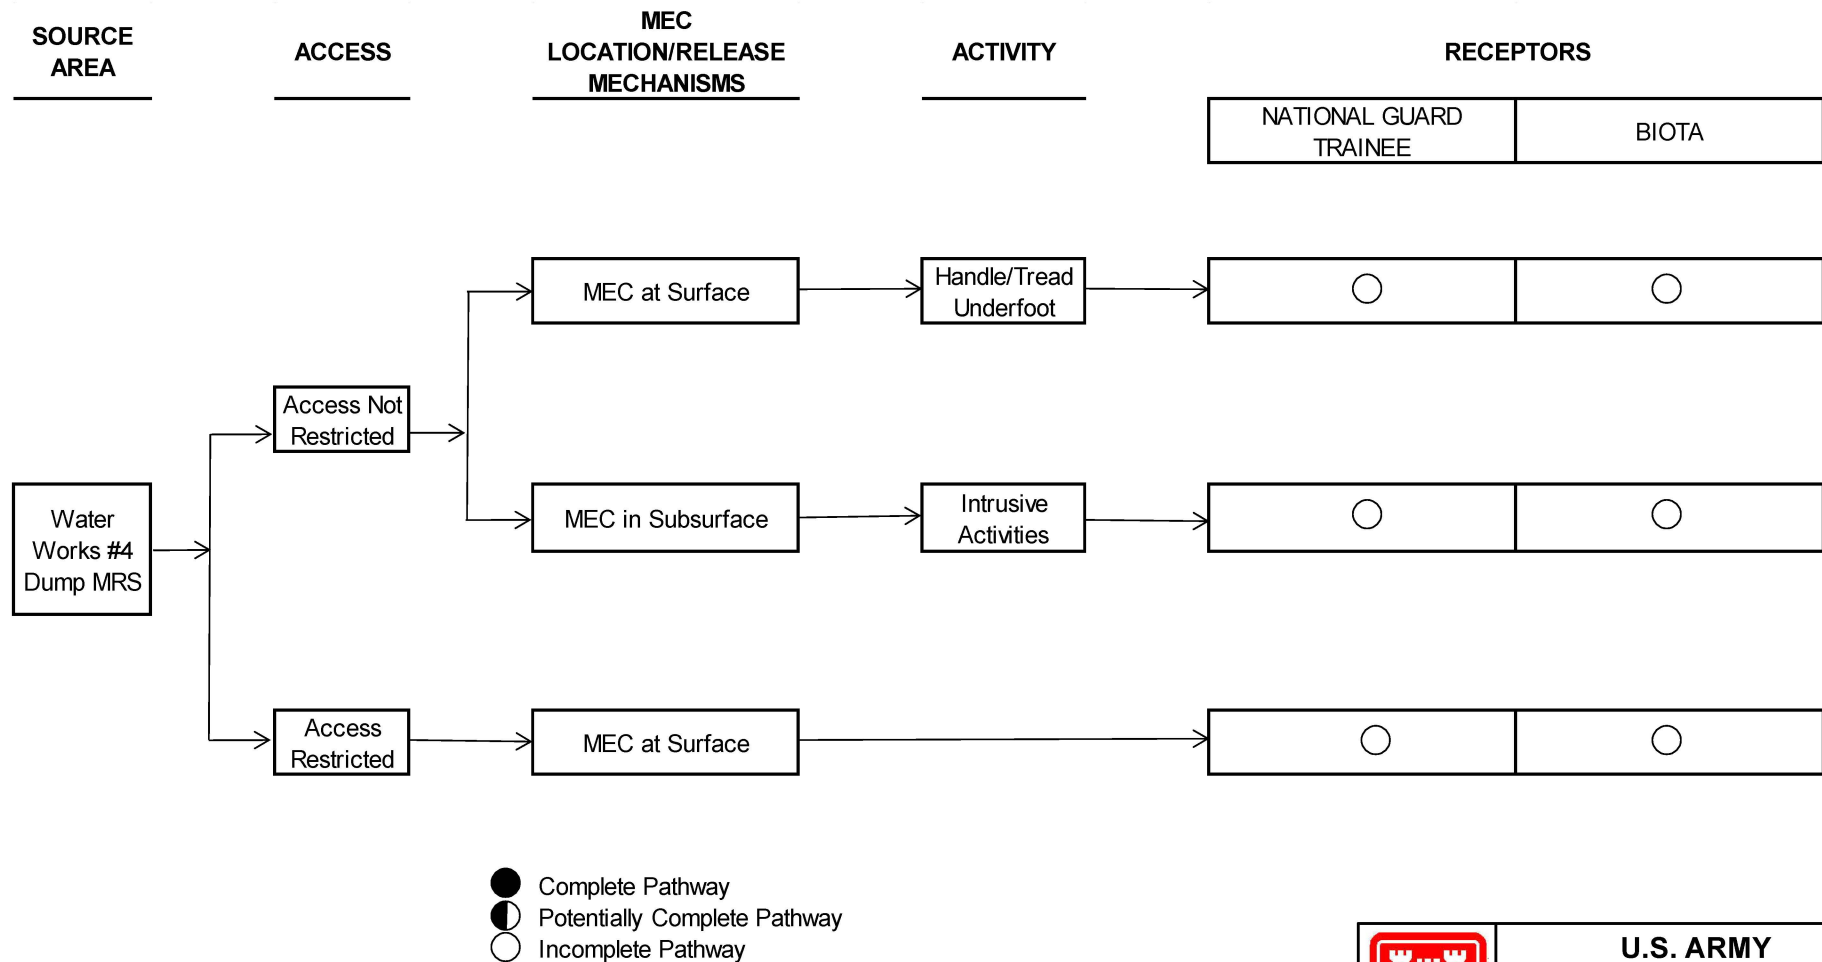 SOURCE
AREA
ACCESS
MEC
LOCATION/RELEASE
MECHANISMS
ACTIVITY
RECEPTORS
NATIONAL GUARD
TRAINEE
BIOTA
MEC at Surface
Handle/Tread
Underfoot
Access Not
Restricted
Water
Works #4
Dump MRS
MEC in Subsurface
Intrusive
Activities
Access
Restricted
MEC at Surface
Complete Pathway
Potentially Complete Pathway
Incomplete Pathway
U.S. ARMY